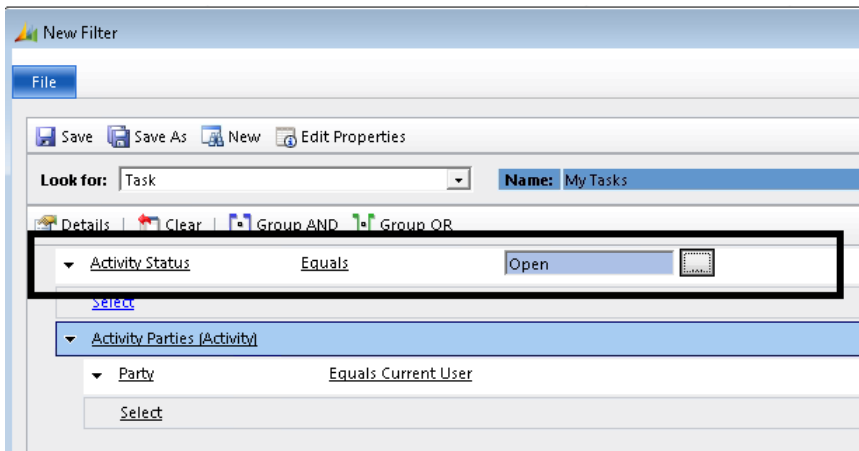 New Filter
File
Save Save As New Edit Properties
Look for: Task Name: My Tasks
Details | Clear | Group AND Group OR
Activity Status Equals Open ...
Select
Activity Parties (Activity)
Party Equals Current User
Select